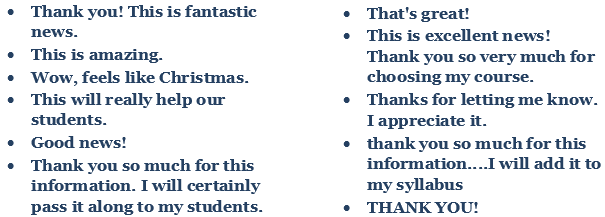 • Thank you! This is fantastic
news.
• This is amazing.
• Wow, feels like Christmas.
• This will really help our
students.
• Good news!
• Thank you so much for this
information. I will certainly
pass it along to my students.
• That's great!
• This is excellent news!
Thank you so very much for
choosing my course.
• Thanks for letting me know.
I appreciate it.
• thank you so much for this
information....I will add it to
my syllabus
• THANK YOU!